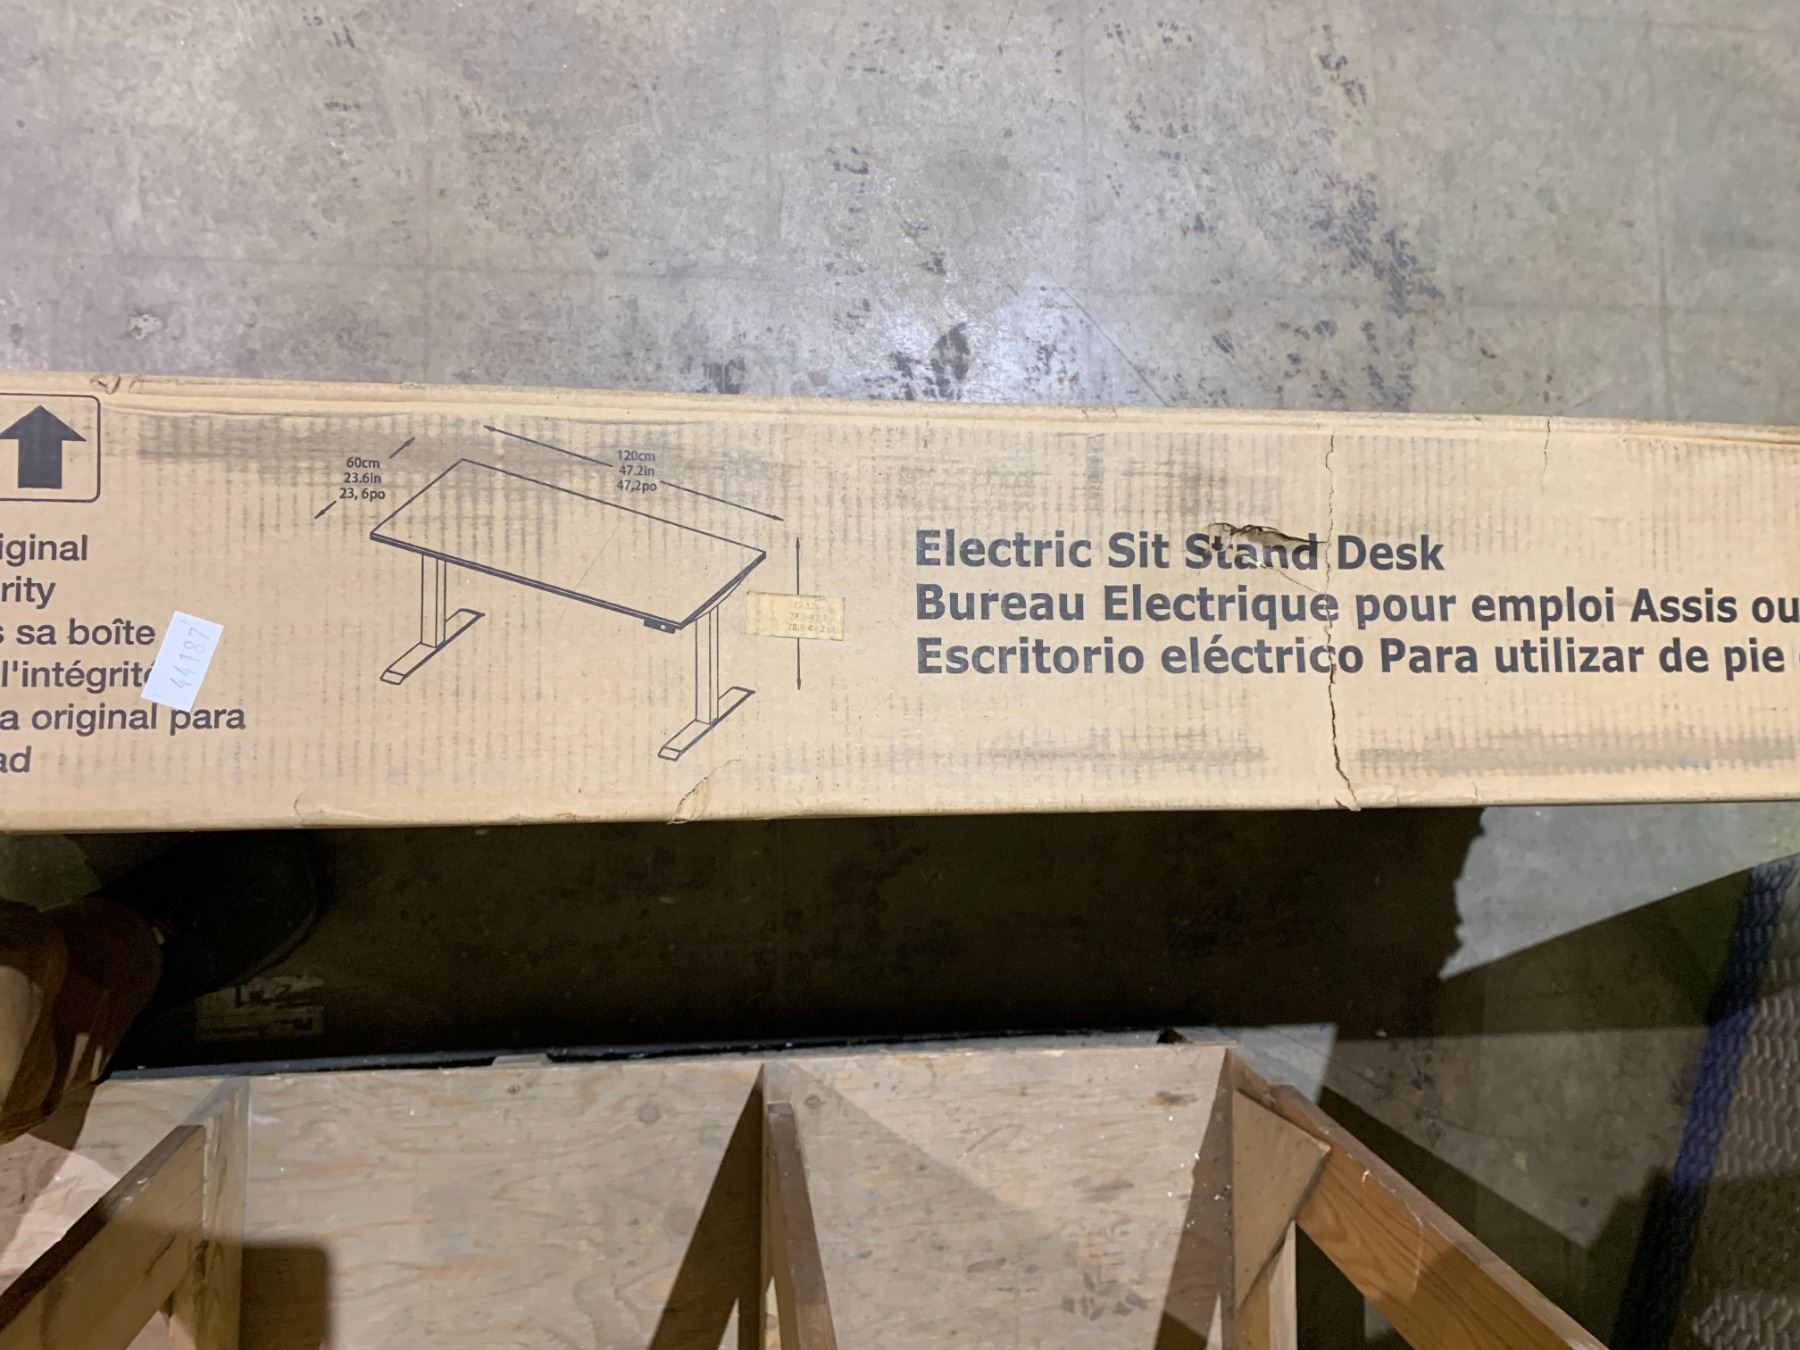 iginal
rity
s sa boîte
l'intégrité
a original para
ad
44187
60cm
23.6in
23, 6po
120cm
47.2in
47,2po
Electric Sit Stand Desk
Bureau Electrique pour emploi Assis ou
Escritorio eléctrico Para utilizar de pie